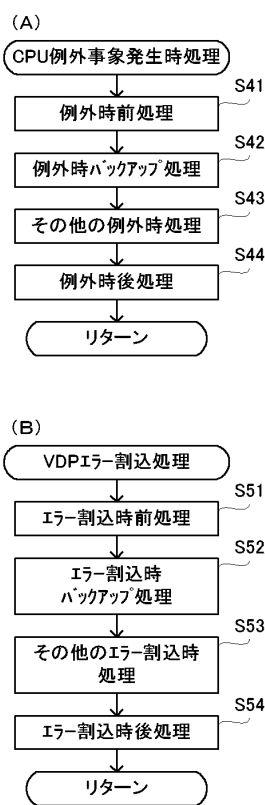 (A)
CPU例外事象発生時処理
S41
例外時前処理
S42
例外時バックアップ処理
S43
その他の例外時処理
S44
例外時後処理
リターン
(B)
VDPエラー割込処理
S51
エラー割込時前処理
S52
エラー割込時
バックアップ処理
S53
その他のエラー割込時
処理
S54
エラー割込時後処理
リターン